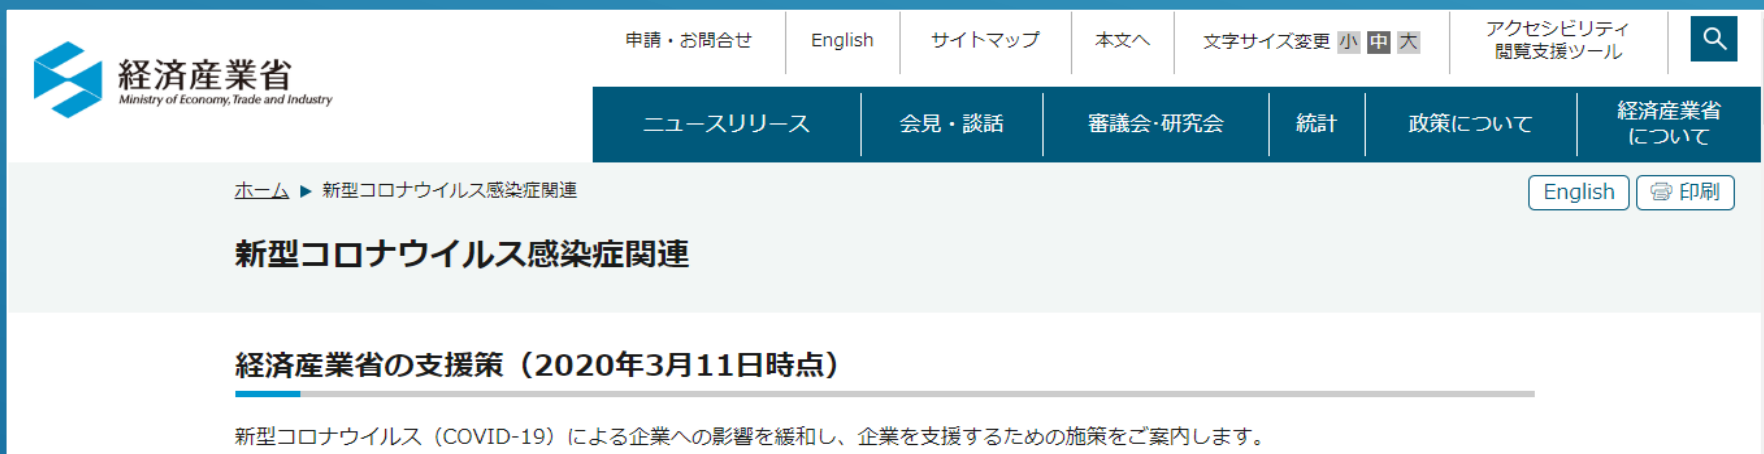 経済産業省
Ministry of Economy, Trade and Industry
申請・お問合せ
English
サイトマップ
本文へ
文字サイズ変更 小 中 大
アクセシビリティ
閲覧支援ツール
ニュースリリース
会見・談話
審議会・研究会
統計
政策について
経済産業省
について
ホーム ▶ 新型コロナウイルス感染症関連
English
印刷
新型コロナウイルス感染症関連
経済産業省の支援策（2020年3月11日時点）
新型コロナウイルス（COVID-19）による企業への影響を緩和し、企業を支援するための施策をご案内します。